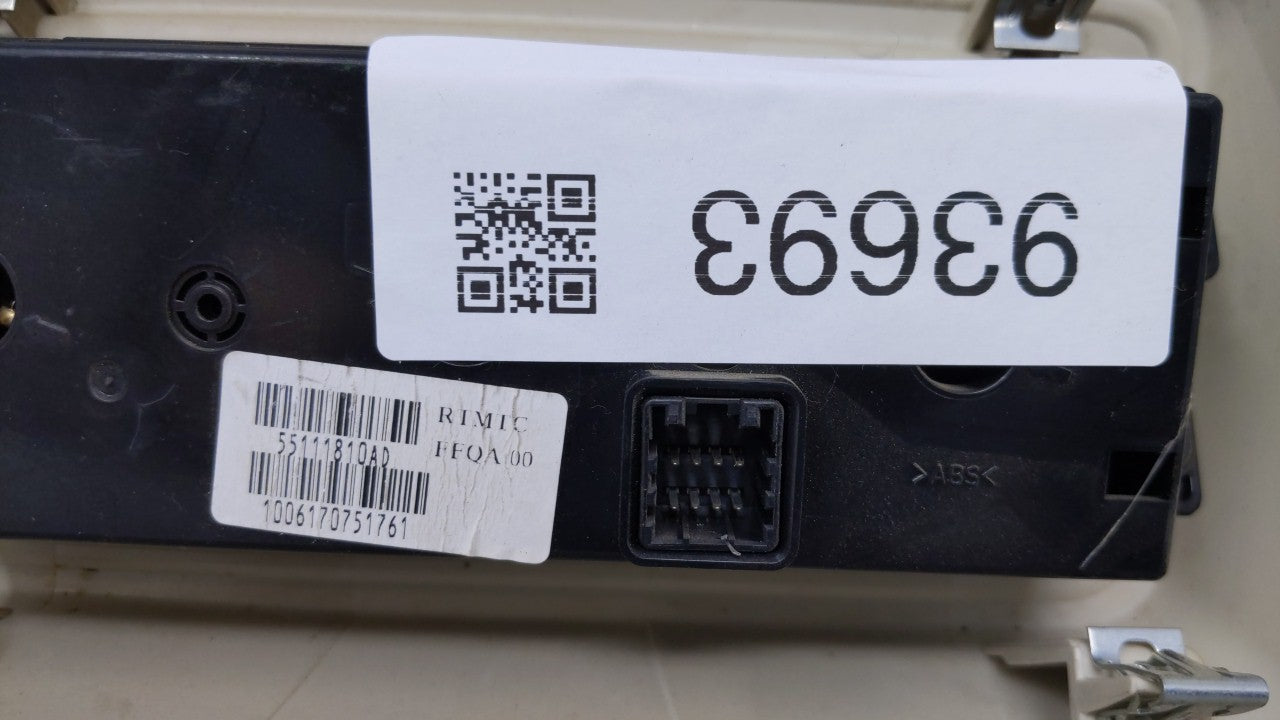 93693
RIMIC
55111810AD
FFQA 00
1006170751761
>ABS<